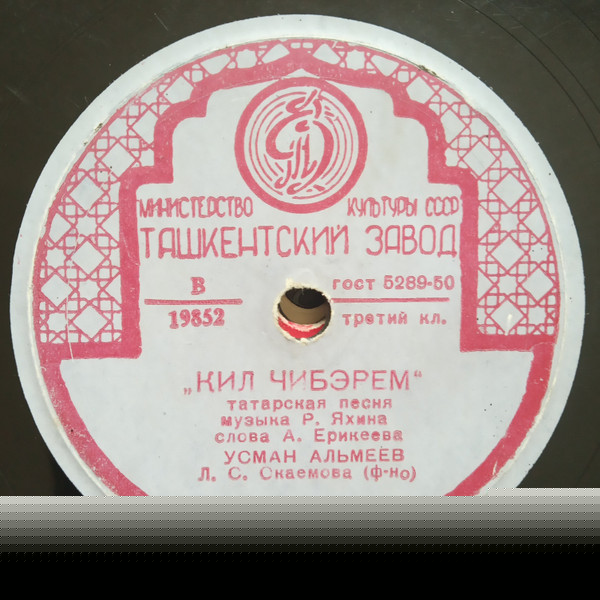 МИНИСТЕРСТВО КУЛЬТУРЫ СССР
ТАШКЕНТСКИЙ ЗАВОД
В ГОСТ 5289-50
19852 третий кл.
„КИЛ ЧИБЭРЕМ“
татарская песня
музыка Р. Яхина
слова А. Ерикеева
УСМАН АЛЬМЕЕВ
Л. С. Окаемова (ф-но)